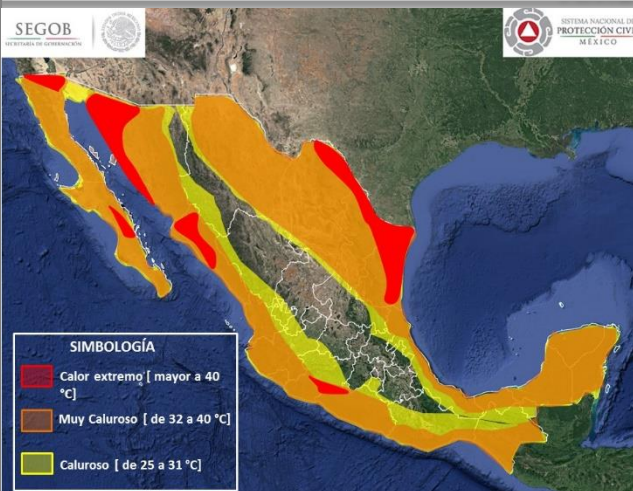 SEGOB
SECRETARÍA DE GOBERNACIÓN
SISTEMA NACIONAL DE
PROTECCIÓN CIVI
MÉXICO
SIMBOLOGÍA
Calor extremo [ mayor a 40
°C]
Muy Caluroso [ de 32 a 40 °C]
Caluroso [ de 25 a 31 °C]